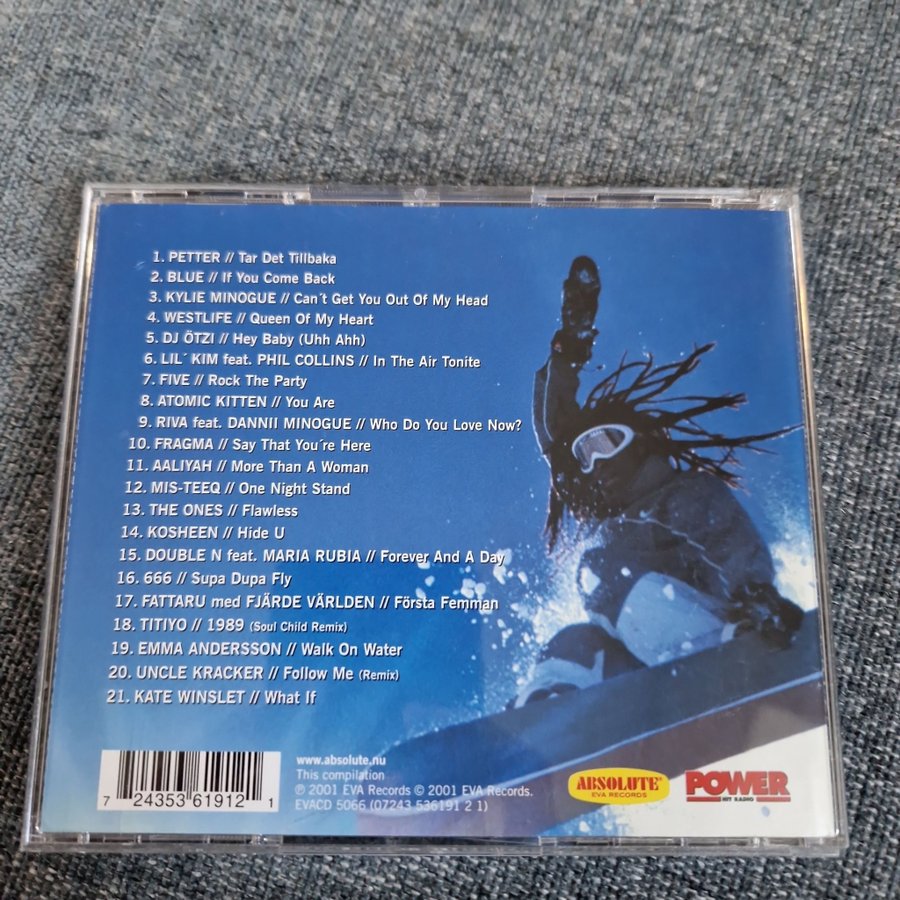 1. PETTER // Tar Det Tillbaka
2. BLUE // If You Come Back
3. KYLIE MINOGUE // Can´t Get You Out Of My Head
4. WESTLIFE // Queen Of My Heart
5. DJ ÖTZI // Hey Baby (Uhh Ahh)
6. LIL´ KIM feat. PHIL COLLINS // In The Air Tonite
7. FIVE // Rock The Party
8. ATOMIC KITTEN // You Are
9. RIVA feat. DANNII MINOGUE // Who Do You Love Now?
10. FRAGMA // Say That You´re Here
11. AALIYAH // More Than A Woman
12. MIS-TEEQ // One Night Stand
13. THE ONES // Flawless
14. KOSHEEN // Hide U
15. DOUBLE N feat. MARIA RUBIA // Forever And A Day
16. 666 // Supa Dupa Fly
17. FATTARU med FJÄRDE VÄRLDEN // Första Femman
18. TITIYO // 1989 (Soul Child Remix)
19. EMMA ANDERSSON // Walk On Water
20. UNCLE KRACKER // Follow Me (Remix)
21. KATE WINSLET // What If
7 24353 61912 1
www.absolute.nu
This compilation
℗ 2001 EVA Records © 2001 EVA Records.
EVACD 5066 (07243 536191 2 1)
ABSOLUTE
EVA RECORDS
POWER
HIT RADIO